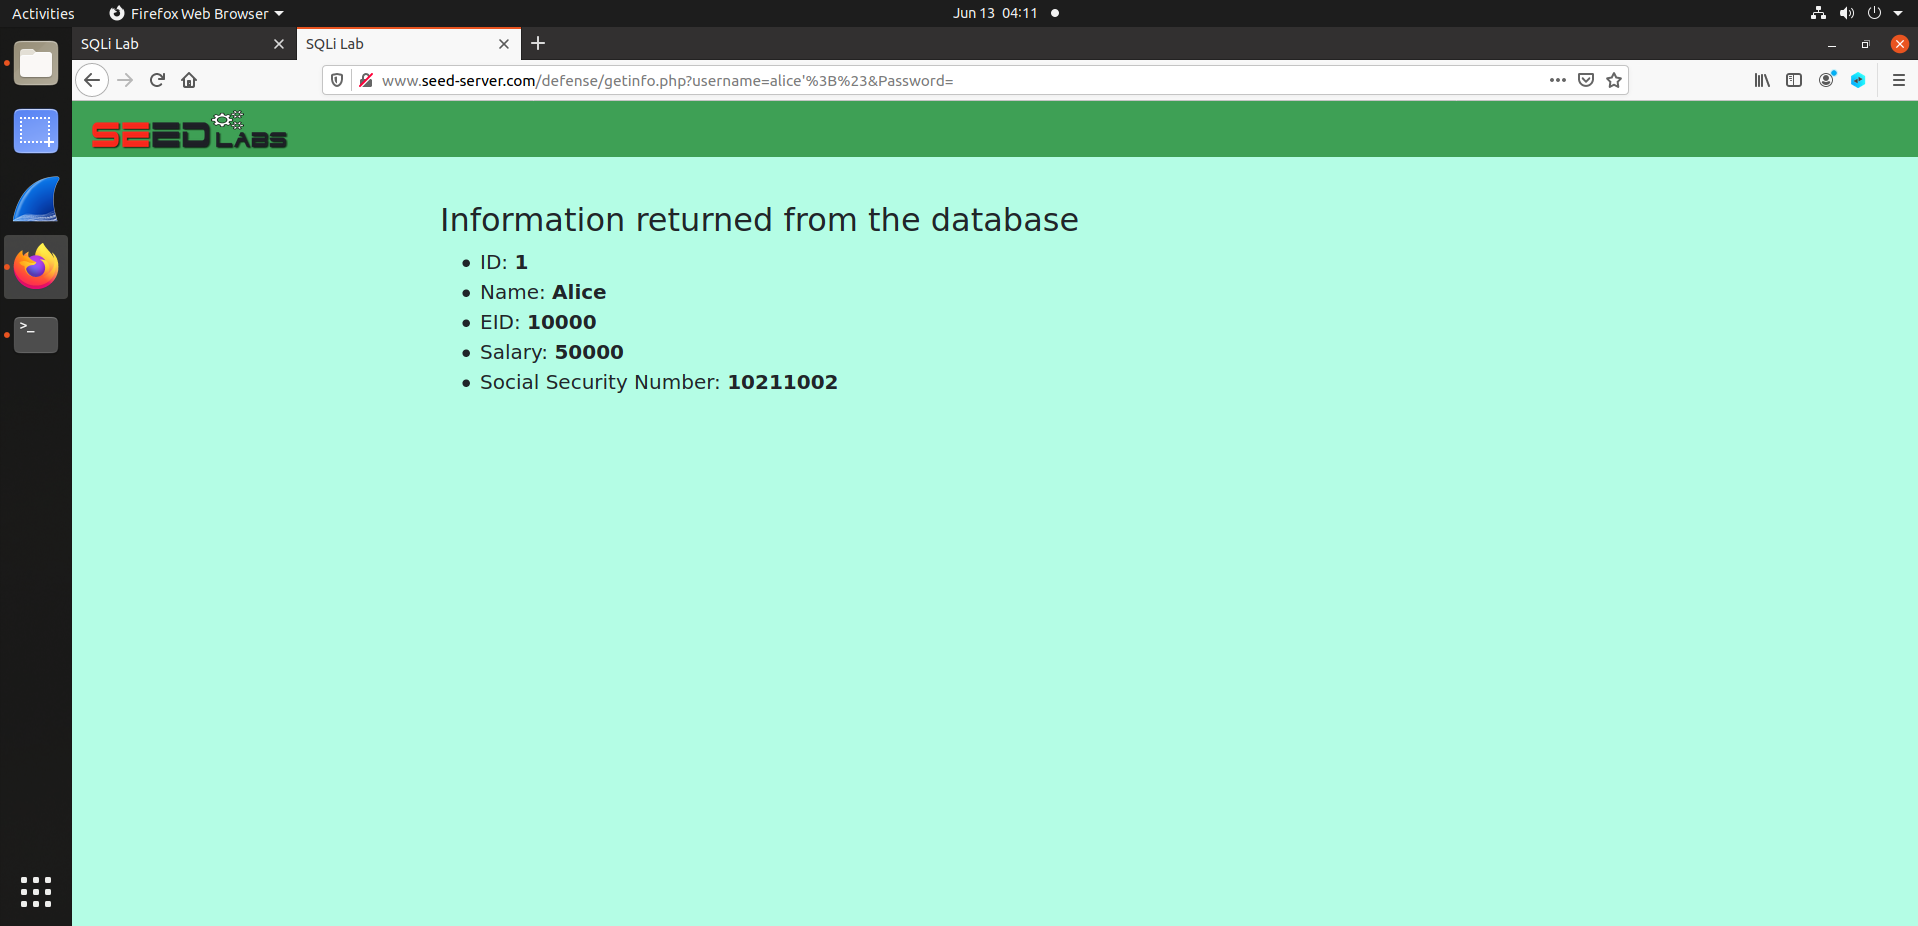 Activities Firefox Web Browser Jun 13 04:11
SQLi Lab SQLi Lab
www.seed-server.com/defense/getinfo.php?username=alice'%3B%23&Password=
SEED LABS
Information returned from the database
ID: 1
Name: Alice
EID: 10000
Salary: 50000
Social Security Number: 10211002
>_